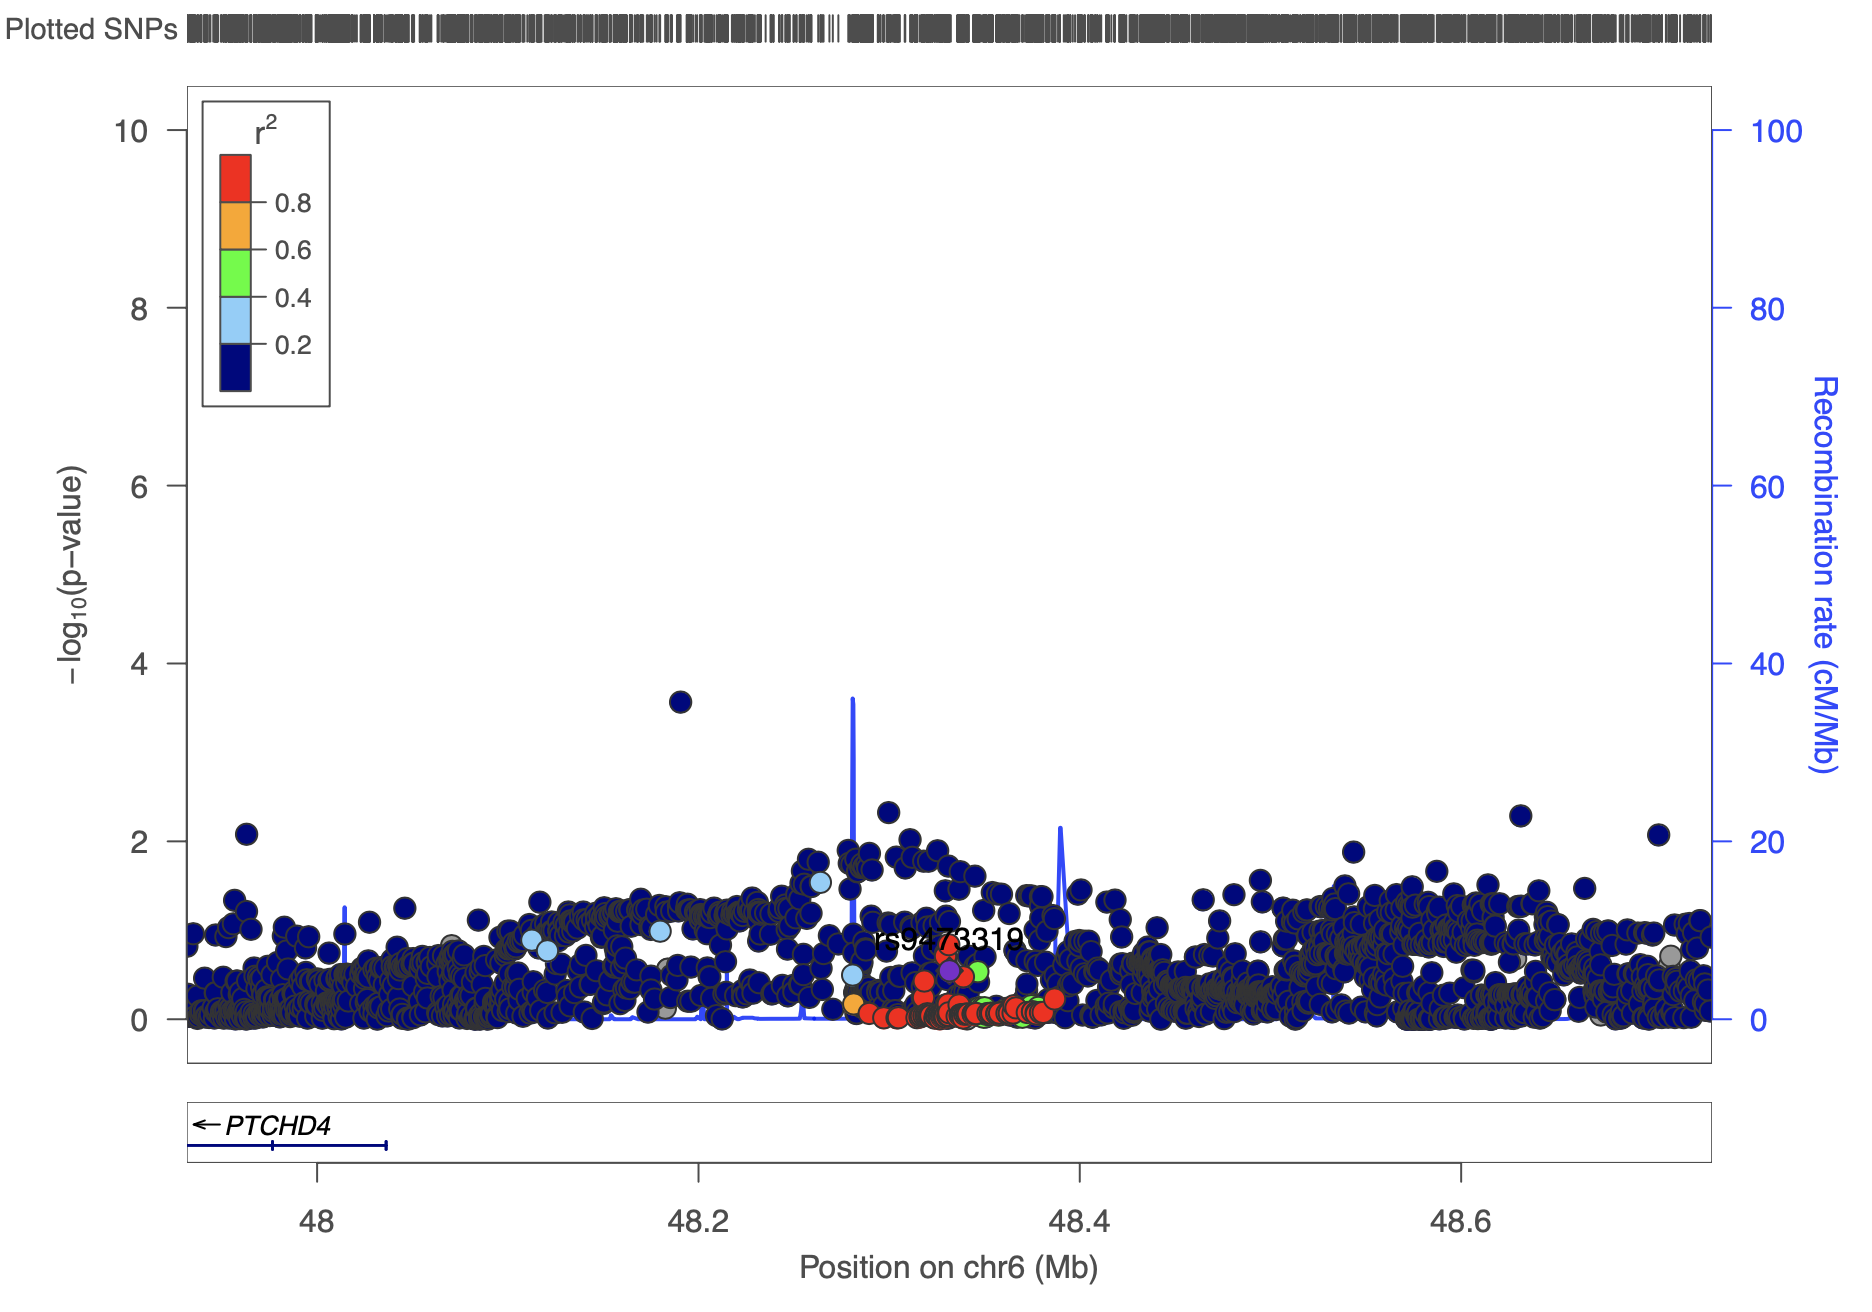 Plotted SNPs
r2
0.8
0.6
0.4
0.2
10
8
6
4
2
0
−log10(p−value)
100
80
60
40
20
0
Recombination rate (cM/Mb)
rs9473319
←PTCHD4
48
48.2
48.4
48.6
Position on chr6 (Mb)